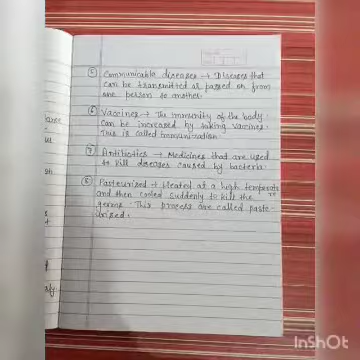 5) Communicable diseases → Diseases that
can be transmitted or passed on from
one person to another
6) Vaccines → The immunity of the body
can be increased by taking vaccines.
This is called immunization.
7) Antibiotics → Medicines that are used
to kill diseases caused by bacteria.
8) Pasteurised → Heated at a high temperature
and then cooled suddenly to kill the
germs. This process are called paste-
urised.
InShOt